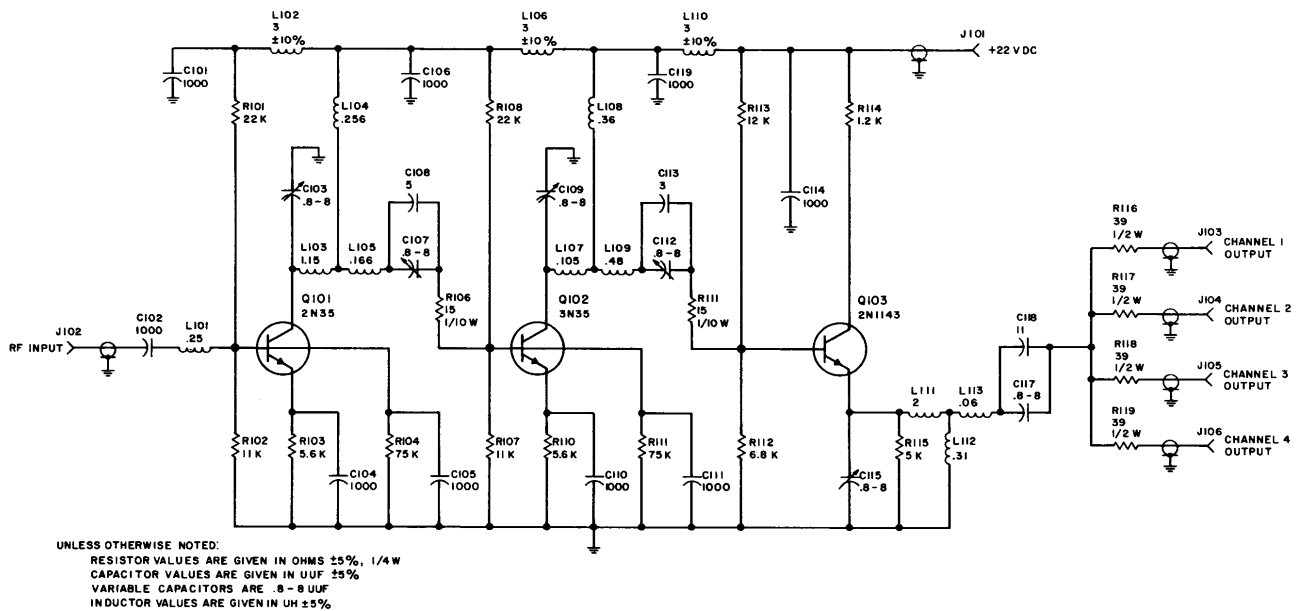 L102
3
±10%
L106
3
±10%
L110
3
±10%
J101
+22 V DC
C101
1000
C106
1000
C119
1000
R101
22 K
L104
.256
R108
22 K
L108
.36
R113
12 K
R114
1.2 K
C103
.8-8
C108
5
C107
.8-8
C109
.8-8
C113
3
C112
.8-8
C114
1000
L103
1.15
L105
.166
L107
.105
L109
.48
R106
15
1/10 W
R111
15
1/10 W
Q101
2N35
Q102
3N35
Q103
2N1143
R116
39
1/2 W
J103
CHANNEL 1
OUTPUT
R117
39
1/2 W
J104
CHANNEL 2
OUTPUT
R118
39
1/2 W
J105
CHANNEL 3
OUTPUT
R119
39
1/2 W
J106
CHANNEL 4
OUTPUT
J102
RF INPUT
C102
1000
L101
.25
C118
11
C117
.8-8
L111
2
L113
.06
L112
.31
R102
11 K
R103
5.6 K
C104
1000
R104
75 K
C105
1000
R107
11 K
R110
5.6 K
C110
1000
R111
75 K
C111
1000
R112
6.8 K
C115
.8-8
R115
5 K
UNLESS OTHERWISE NOTED:
RESISTOR VALUES ARE GIVEN IN OHMS ±5%, 1/4 W
CAPACITOR VALUES ARE GIVEN IN UUF ±5%
VARIABLE CAPACITORS ARE .8-8 UUF
INDUCTOR VALUES ARE GIVEN IN UH ±5%